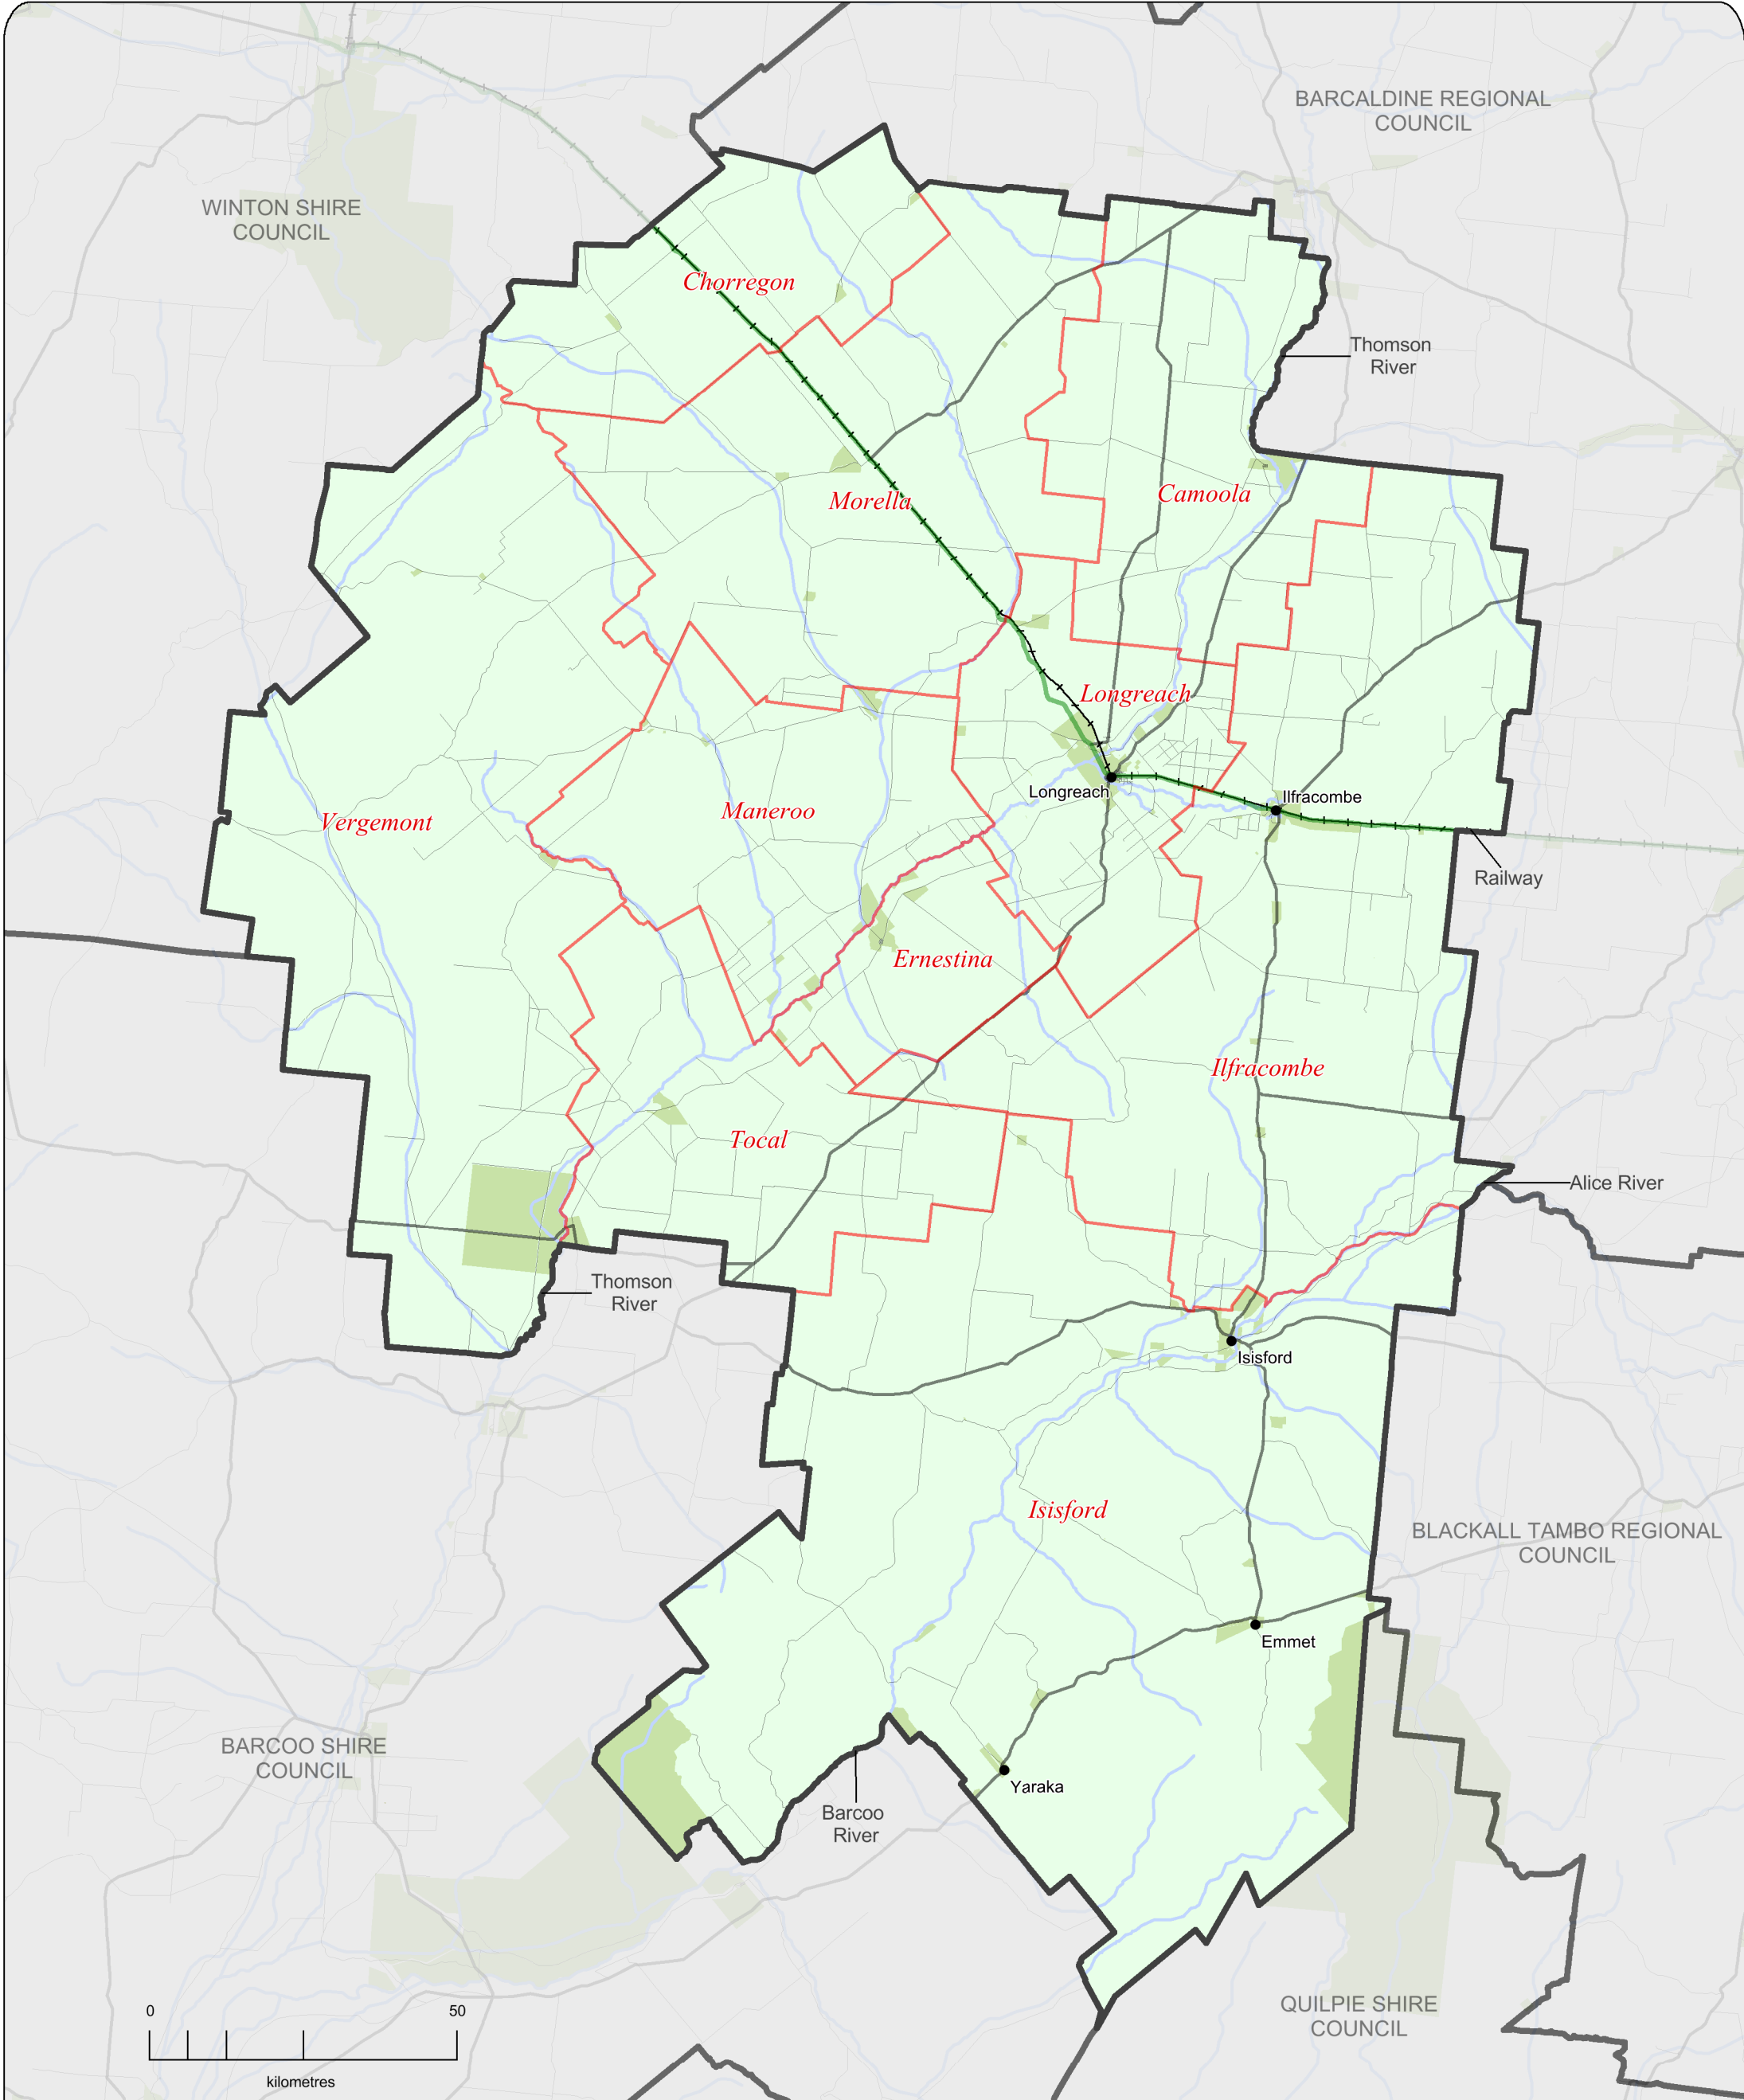 BARCALDINE REGIONAL
COUNCIL
WINTON SHIRE
COUNCIL
Chorregon
Thomson
River
Morella
Camoola
Longreach
Longreach
Ilfracombe
Maneroo
Vergemont
Railway
Ernestina
Ilfracombe
Tocal
Alice River
Thomson
River
Isisford
Isisford
BLACKALL TAMBO REGIONAL
COUNCIL
Emmet
BARCOO SHIRE
COUNCIL
Yaraka
Barcoo
River
QUILPIE SHIRE
COUNCIL
0 50
kilometres